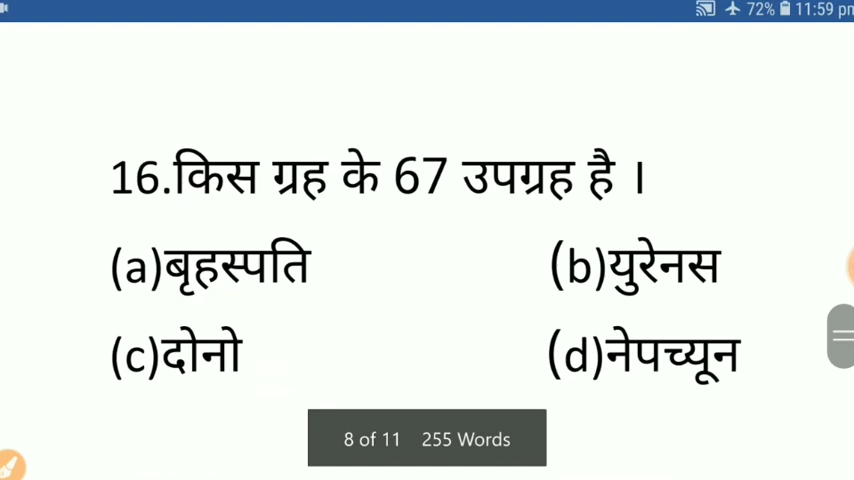 72% 11:59 pm
16.किस ग्रह के 67 उपग्रह है ।
(a)बृहस्पति (b)युरेनस
(c)दोनो (d)नेपच्यून
8 of 11 255 Words